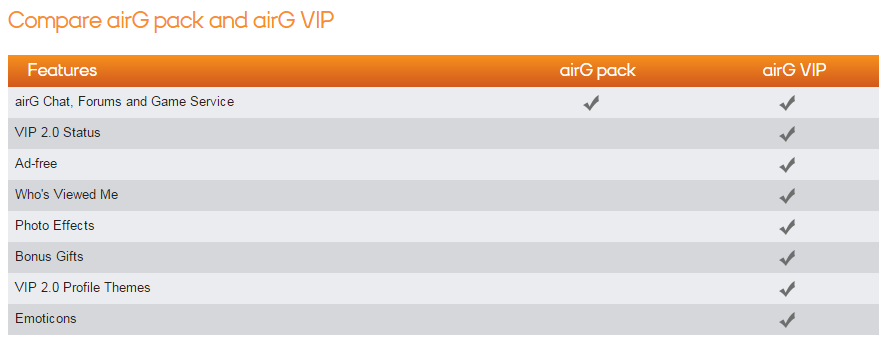 Compare airG pack and airG VIP
Features airG pack airG VIP
airG Chat, Forums and Game Service
VIP 2.0 Status
Ad-free
Who's Viewed Me
Photo Effects
Bonus Gifts
VIP 2.0 Profile Themes
Emoticons